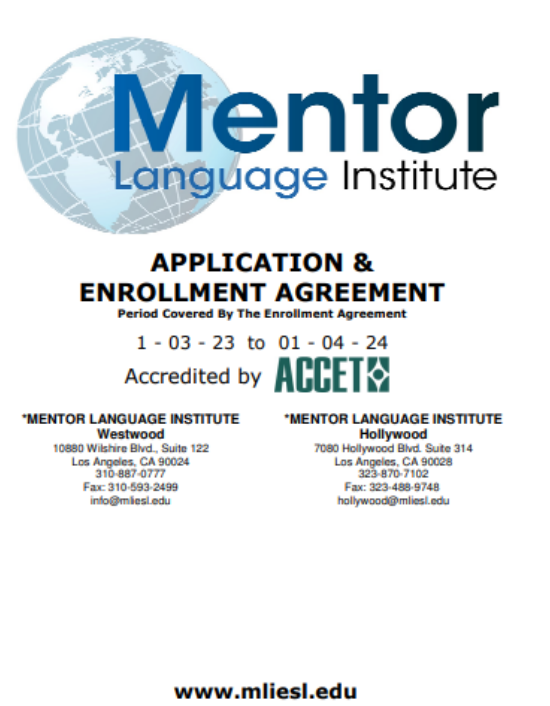 Mentor
Language Institute
APPLICATION &
ENROLLMENT AGREEMENT
Period Covered By The Enrollment Agreement
1 - 03 - 23 to 01 - 04 - 24
Accredited by ACCET
*MENTOR LANGUAGE INSTITUTE
Westwood
10880 Wilshire Blvd., Suite 122
Los Angeles, CA 90024
310-887-0777
Fax: 310-593-2499
info@mliesl.edu
*MENTOR LANGUAGE INSTITUTE
Hollywood
7080 Hollywood Blvd. Suite 314
Los Angeles, CA 90028
323-870-7102
Fax: 323-488-9748
hollywood@mliesl.edu
www.mliesl.edu